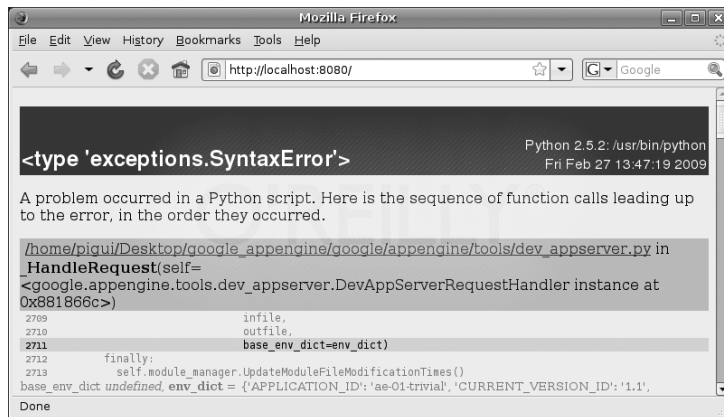 Mozilla Firefox
File Edit View History Bookmarks Tools Help
http://localhost:8080/
G Google
<type 'exceptions.SyntaxError'>
Python 2.5.2: /usr/bin/python
Fri Feb 27 13:47:19 2009
A problem occurred in a Python script. Here is the sequence of function calls leading up
to the error, in the order they occurred.
/home/pigui/Desktop/google_appengine/google/appengine/tools/dev_appserver.py in
_HandleRequest(self=
<google.appengine.tools.dev_appserver.DevAppServerRequestHandler instance at
0x881866c>)
2709 infile,
2710 outfile,
2711 base_env_dict=env_dict)
2712 finally:
2713 self.module_manager.UpdateModuleFileModificationTimes()
base_env_dict undefined, env_dict = {'APPLICATION_ID': 'ae-01-trivial', 'CURRENT_VERSION_ID': '1.1',
Done
O'REILLY®